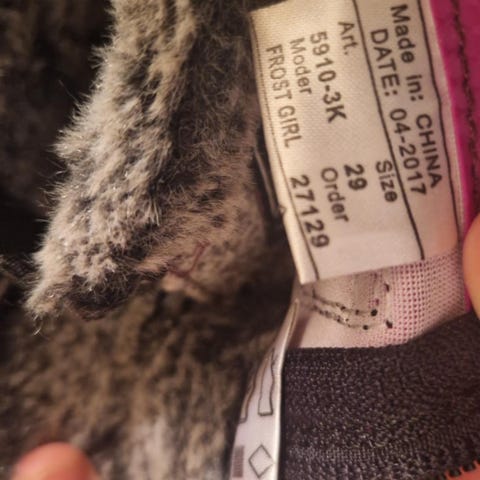 Made in: CHINA
DATE: 04-2017
Art. Size
5910-3K 29
Moder Order
FROST GIRL 27129